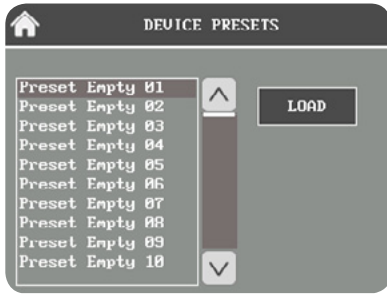 DEVICE PRESETS
Preset Empty 01
Preset Empty 02
Preset Empty 03
Preset Empty 04
Preset Empty 05
Preset Empty 06
Preset Empty 07
Preset Empty 08
Preset Empty 09
Preset Empty 10
LOAD